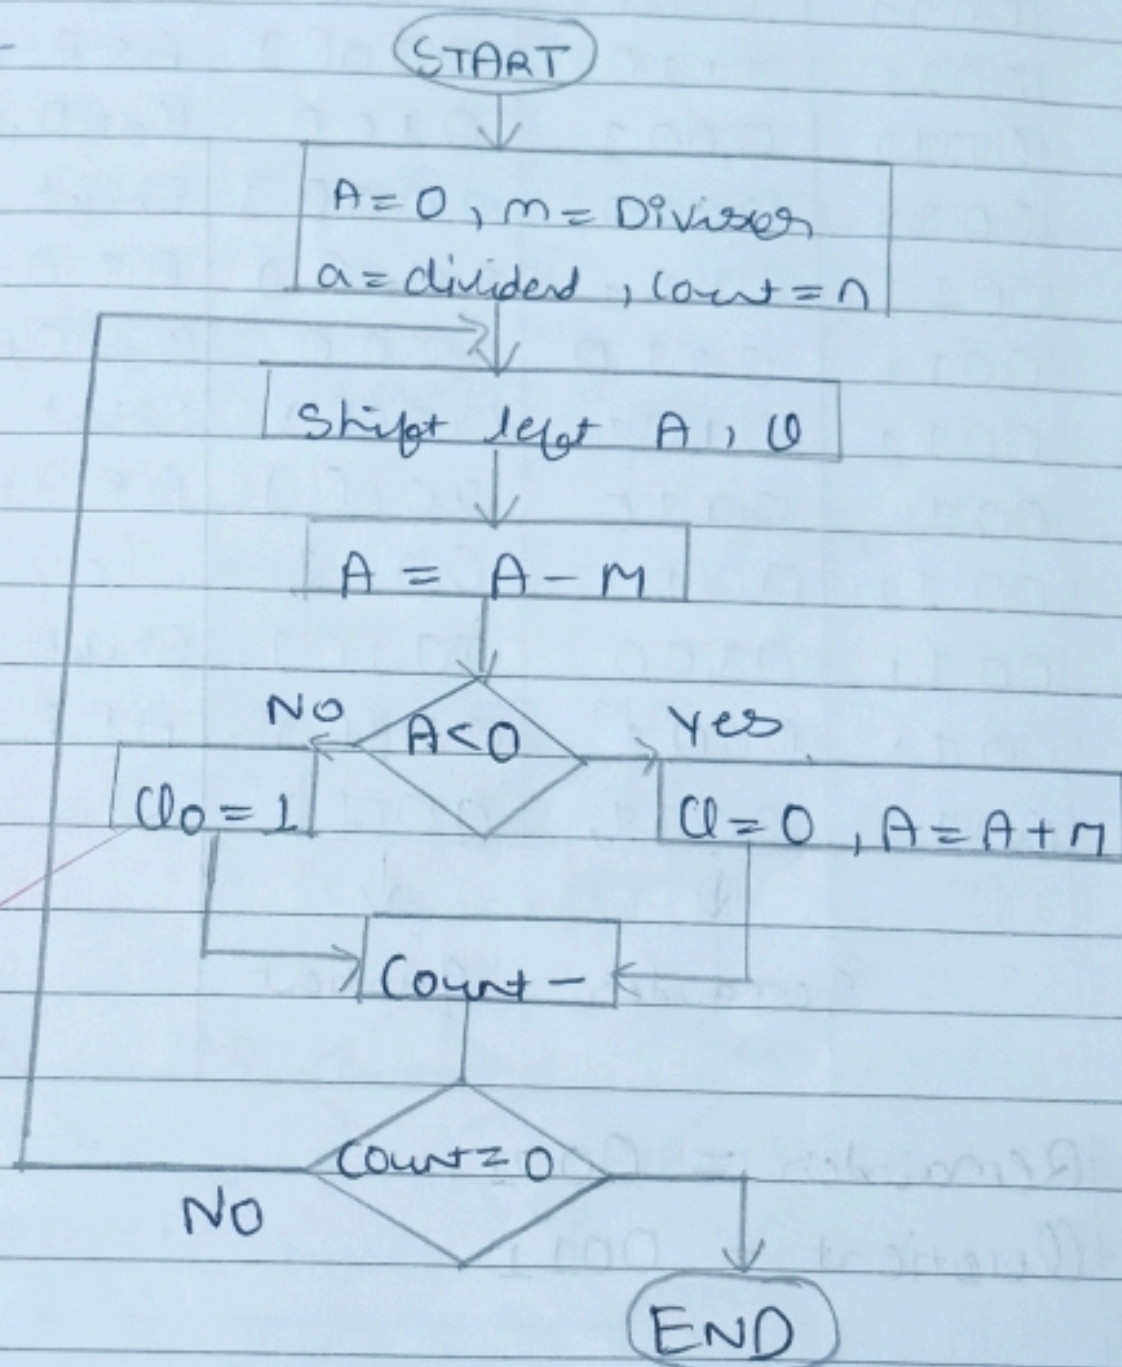 START
A = 0 , m = Divisor
a = dividend , Count = n
Shift left A , Q
A = A - M
A < 0
No
Yes
Q0 = 1
Q = 0 , A = A + M
Count -
Count = 0
No
END